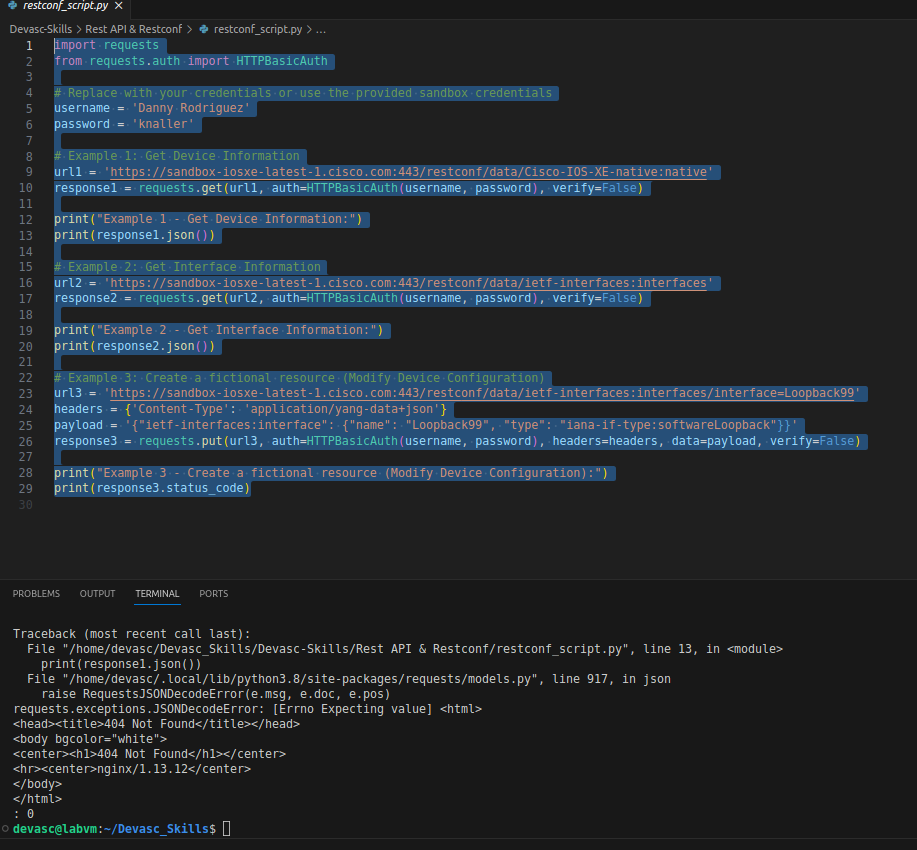 restconf_script.py ×
Devasc-Skills > Rest API & Restconf > restconf_script.py > ...
1 import requests
2 from requests.auth import HTTPBasicAuth
3
4 # Replace with your credentials or use the provided sandbox credentials
5 username = 'Danny Rodriguez'
6 password = 'knaller'
7
8 # Example 1: Get Device Information
9 url1 = 'https://sandbox-iosxe-latest-1.cisco.com:443/restconf/data/Cisco-IOS-XE-native:native'
10 response1 = requests.get(url1, auth=HTTPBasicAuth(username, password), verify=False)
11
12 print("Example 1 - Get Device Information:")
13 print(response1.json())
14
15 # Example 2: Get Interface Information
16 url2 = 'https://sandbox-iosxe-latest-1.cisco.com:443/restconf/data/ietf-interfaces:interfaces'
17 response2 = requests.get(url2, auth=HTTPBasicAuth(username, password), verify=False)
18
19 print("Example 2 - Get Interface Information:")
20 print(response2.json())
21
22 # Example 3: Create a fictional resource (Modify Device Configuration)
23 url3 = 'https://sandbox-iosxe-latest-1.cisco.com:443/restconf/data/ietf-interfaces:interfaces/interface=Loopback99'
24 headers = {'Content-Type': 'application/yang-data+json'}
25 payload = '{"ietf-interfaces:interface": {"name": "Loopback99", "type": "iana-if-type:softwareLoopback"}}'
26 response3 = requests.put(url3, auth=HTTPBasicAuth(username, password), headers=headers, data=payload, verify=False)
27
28 print("Example 3 - Create a fictional resource (Modify Device Configuration):")
29 print(response3.status_code)
30
PROBLEMS OUTPUT TERMINAL PORTS
Traceback (most recent call last):
File "/home/devasc/Devasc_Skills/Devasc-Skills/Rest API & Restconf/restconf_script.py", line 13, in <module>
print(response1.json())
File "/home/devasc/.local/lib/python3.8/site-packages/requests/models.py", line 917, in json
raise RequestsJSONDecodeError(e.msg, e.doc, e.pos)
requests.exceptions.JSONDecodeError: [Errno Expecting value] <html>
<head><title>404 Not Found</title></head>
<body bgcolor="white">
<center><h1>404 Not Found</h1></center>
<hr><center>nginx/1.13.12</center>
</body>
</html>
: 0
devasc@labvm:~/Devasc_Skills$